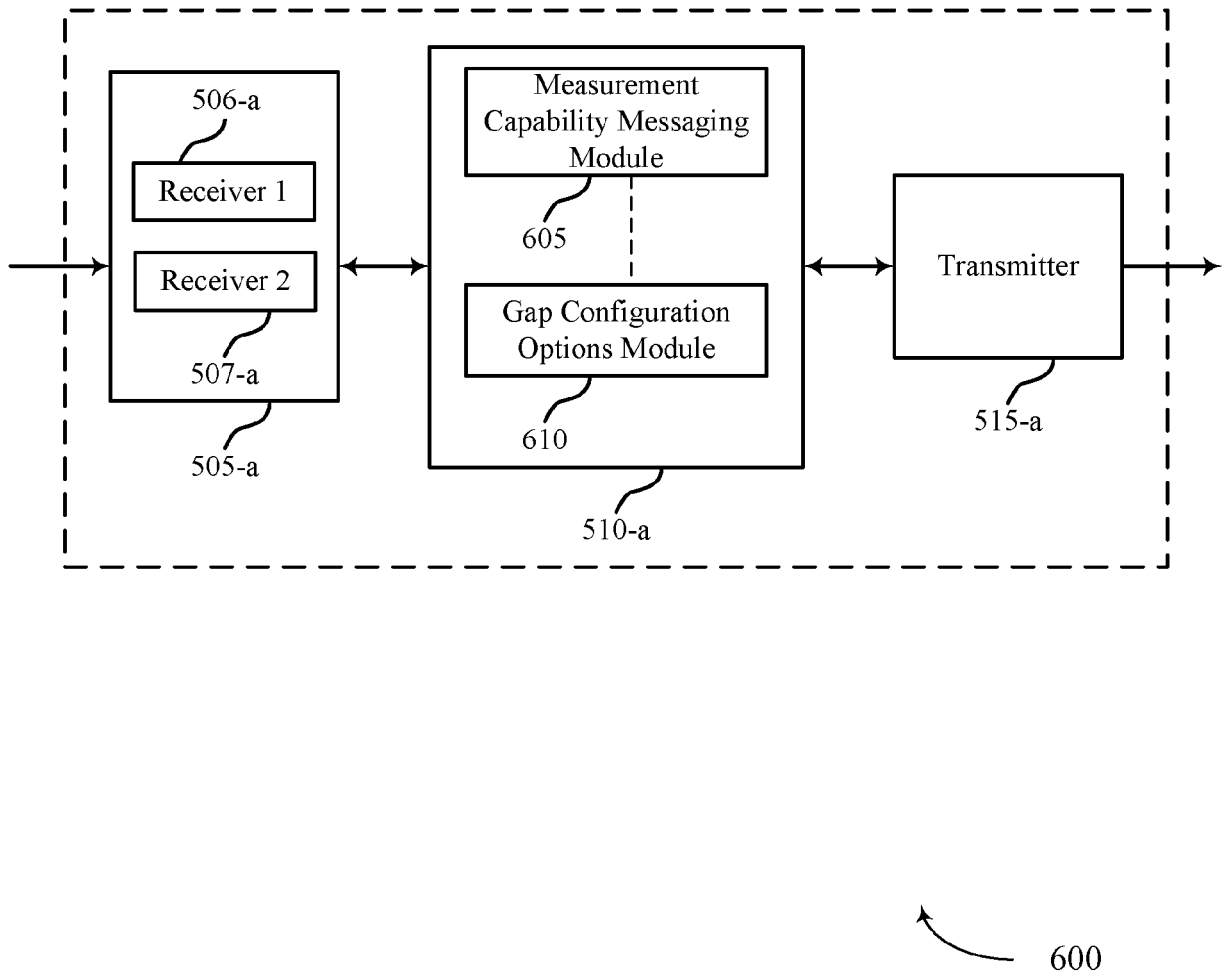 506-a
Receiver 1
Receiver 2
507-a
505-a
Measurement
Capability Messaging
Module
605
Gap Configuration
Options Module
610
510-a
Transmitter
515-a
600